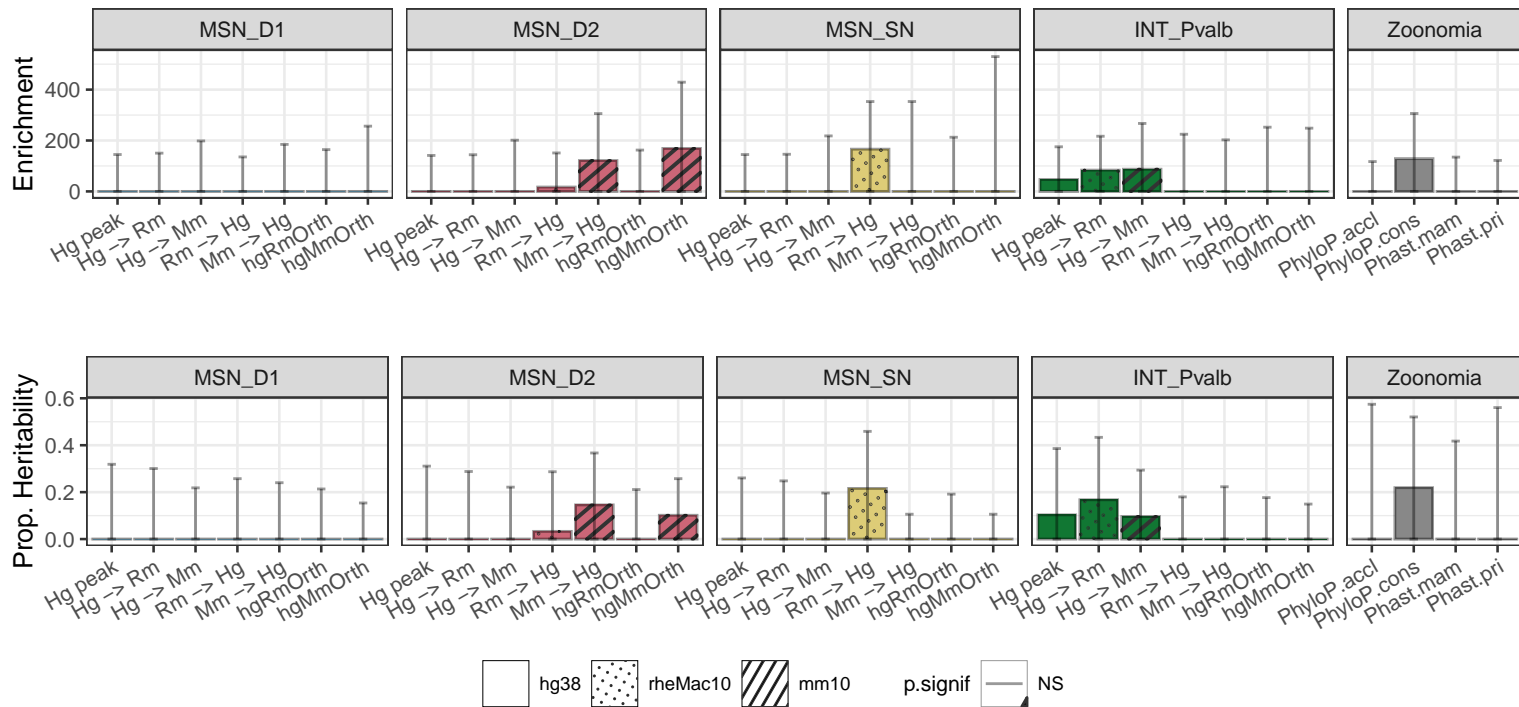 MSN_D1 MSN_D2 MSN_SN INT_Pvalb Zoonomia
Enrichment
400
200
0
Hg peak Hg -> Rm Hg -> Mm Rm -> Hg Mm -> Hg hgRmOrth hgMmOrth Hg peak Hg -> Rm Hg -> Mm Rm -> Hg Mm -> Hg hgRmOrth hgMmOrth Hg peak Hg -> Rm Hg -> Mm Rm -> Hg Mm -> Hg hgRmOrth hgMmOrth Hg peak Hg -> Rm Hg -> Mm Rm -> Hg Mm -> Hg hgRmOrth hgMmOrth PhyloP.accl PhyloP.cons Phast.mam Phast.pri
MSN_D1 MSN_D2 MSN_SN INT_Pvalb Zoonomia
Prop. Heritability
0.6
0.4
0.2
0.0
Hg peak Hg -> Rm Hg -> Mm Rm -> Hg Mm -> Hg hgRmOrth hgMmOrth Hg peak Hg -> Rm Hg -> Mm Rm -> Hg Mm -> Hg hgRmOrth hgMmOrth Hg peak Hg -> Rm Hg -> Mm Rm -> Hg Mm -> Hg hgRmOrth hgMmOrth Hg peak Hg -> Rm Hg -> Mm Rm -> Hg Mm -> Hg hgRmOrth hgMmOrth PhyloP.accl PhyloP.cons Phast.mam Phast.pri
hg38 rheMac10 mm10 p.signif NS